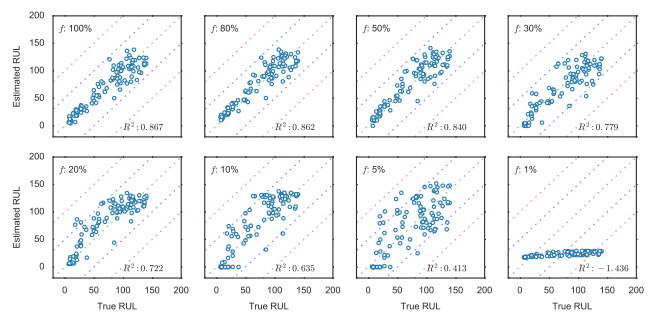 200
150
100
50
0
Estimated RUL
f: 100%
R²: 0.867
f: 80%
R²: 0.862
f: 50%
R²: 0.840
f: 30%
R²: 0.779
200
150
100
50
0
Estimated RUL
f: 20%
R²: 0.722
f: 10%
R²: 0.635
f: 5%
R²: 0.413
f: 1%
R²: −1.436
0 50 100 150 200
0 50 100 150 200
0 50 100 150 200
0 50 100 150 200
True RUL
True RUL
True RUL
True RUL